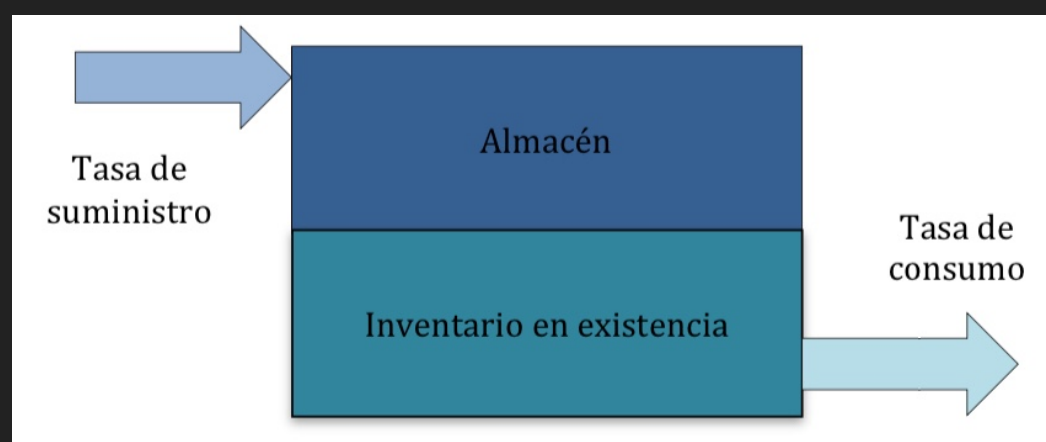 Almacén
Tasa de
suministro
Tasa de
consumo
Inventario en existencia